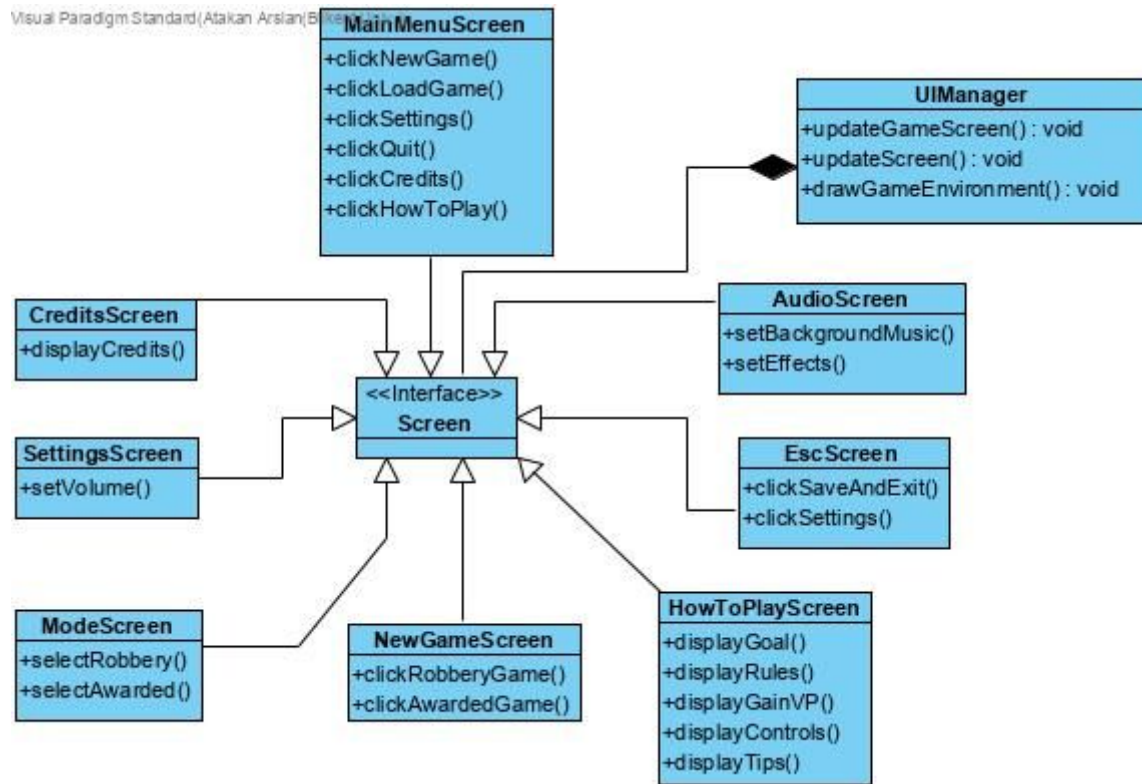 Visual Paradigm Standard(Atakan Arslan(
MainMenuScreen
+clickNewGame()
+clickLoadGame()
+clickSettings()
+clickQuit()
+clickCredits()
+clickHowToPlay()
UIManager
+updateGameScreen() : void
+updateScreen() : void
+drawGameEnvironment() : void
CreditsScreen
+displayCredits()
AudioScreen
+setBackgroundMusic()
+setEffects()
<<Interface>>
Screen
SettingsScreen
+setVolume()
EscScreen
+clickSaveAndExit()
+clickSettings()
ModeScreen
+selectRobbery()
+selectAwarded()
NewGameScreen
+clickRobberyGame()
+clickAwardedGame()
HowToPlayScreen
+displayGoal()
+displayRules()
+displayGainVP()
+displayControls()
+displayTips()